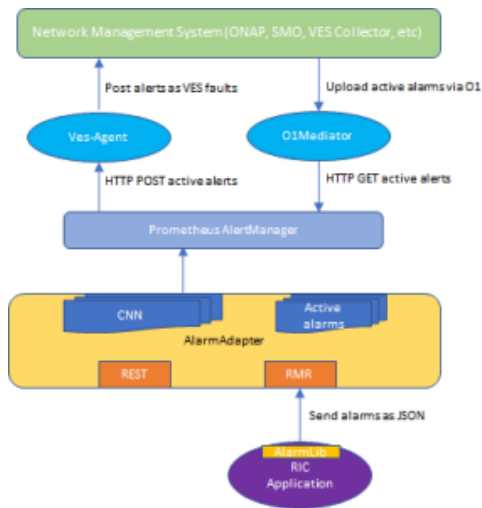 Network Management System (ONAP, SMO, VES Collector, etc)
Post alerts as VES faults
Upload active alarms via O1
Ves-Agent
O1Mediator
HTTP POST active alerts
HTTP GET active alerts
Prometheus AlertManager
CNN
Active
alarms
AlarmAdapter
REST
RMR
Send alarms as JSON
AlarmLib
RIC
Application